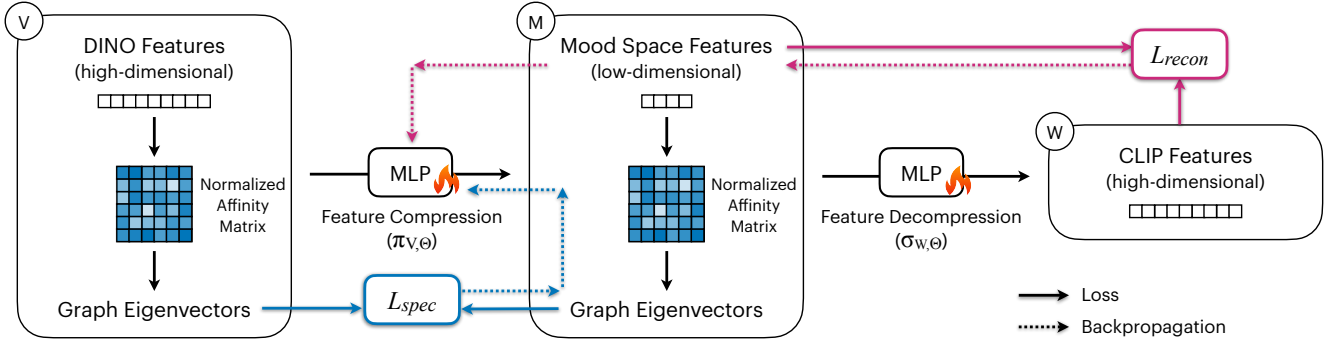 V
DINO Features
(high-dimensional)
Normalized
Affinity
Matrix
Graph Eigenvectors
MLP
Feature Compression
(πV,Θ)
Lspec
M
Mood Space Features
(low-dimensional)
Normalized
Affinity
Matrix
Graph Eigenvectors
MLP
Feature Decompression
(σW,Θ)
Lrecon
W
CLIP Features
(high-dimensional)
Loss
Backpropagation